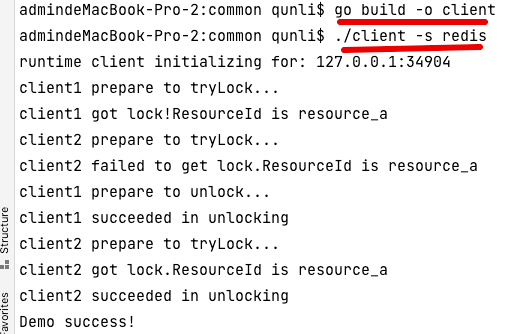 admindeMacBook-Pro-2:common qunli$ go build -o client
admindeMacBook-Pro-2:common qunli$ ./client -s redis
runtime client initializing for: 127.0.0.1:34904
client1 prepare to tryLock...
client1 got lock!ResourceId is resource_a
client2 prepare to tryLock...
client2 failed to get lock.ResourceId is resource_a
client1 prepare to unlock...
client1 succeeded in unlocking
client2 prepare to tryLock...
client2 got lock.ResourceId is resource_a
client2 succeeded in unlocking
Demo success!
Structure
Favorites